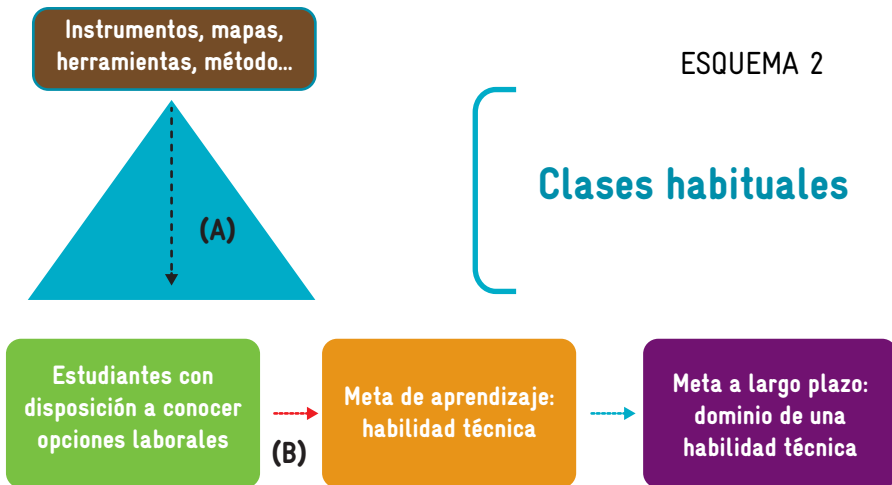 Instrumentos, mapas,
herramientas, método...
ESQUEMA 2
Clases habituales
(A)
Estudiantes con
disposición a conocer
opciones laborales
(B)
Meta de aprendizaje:
habilidad técnica
Meta a largo plazo:
dominio de una
habilidad técnica